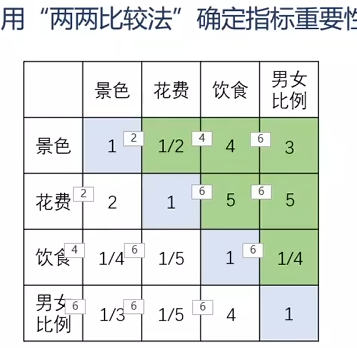 用“两两比较法”确定指标重要性
景色 花费 饮食 男女比例
景色 1 2 1/2 4 4 6 3
花费 2 2 1 6 5 6 5
饮食 4 1/4 6 1/5 1 6 1/4
男女比例 6 1/3 6 1/5 6 4 1